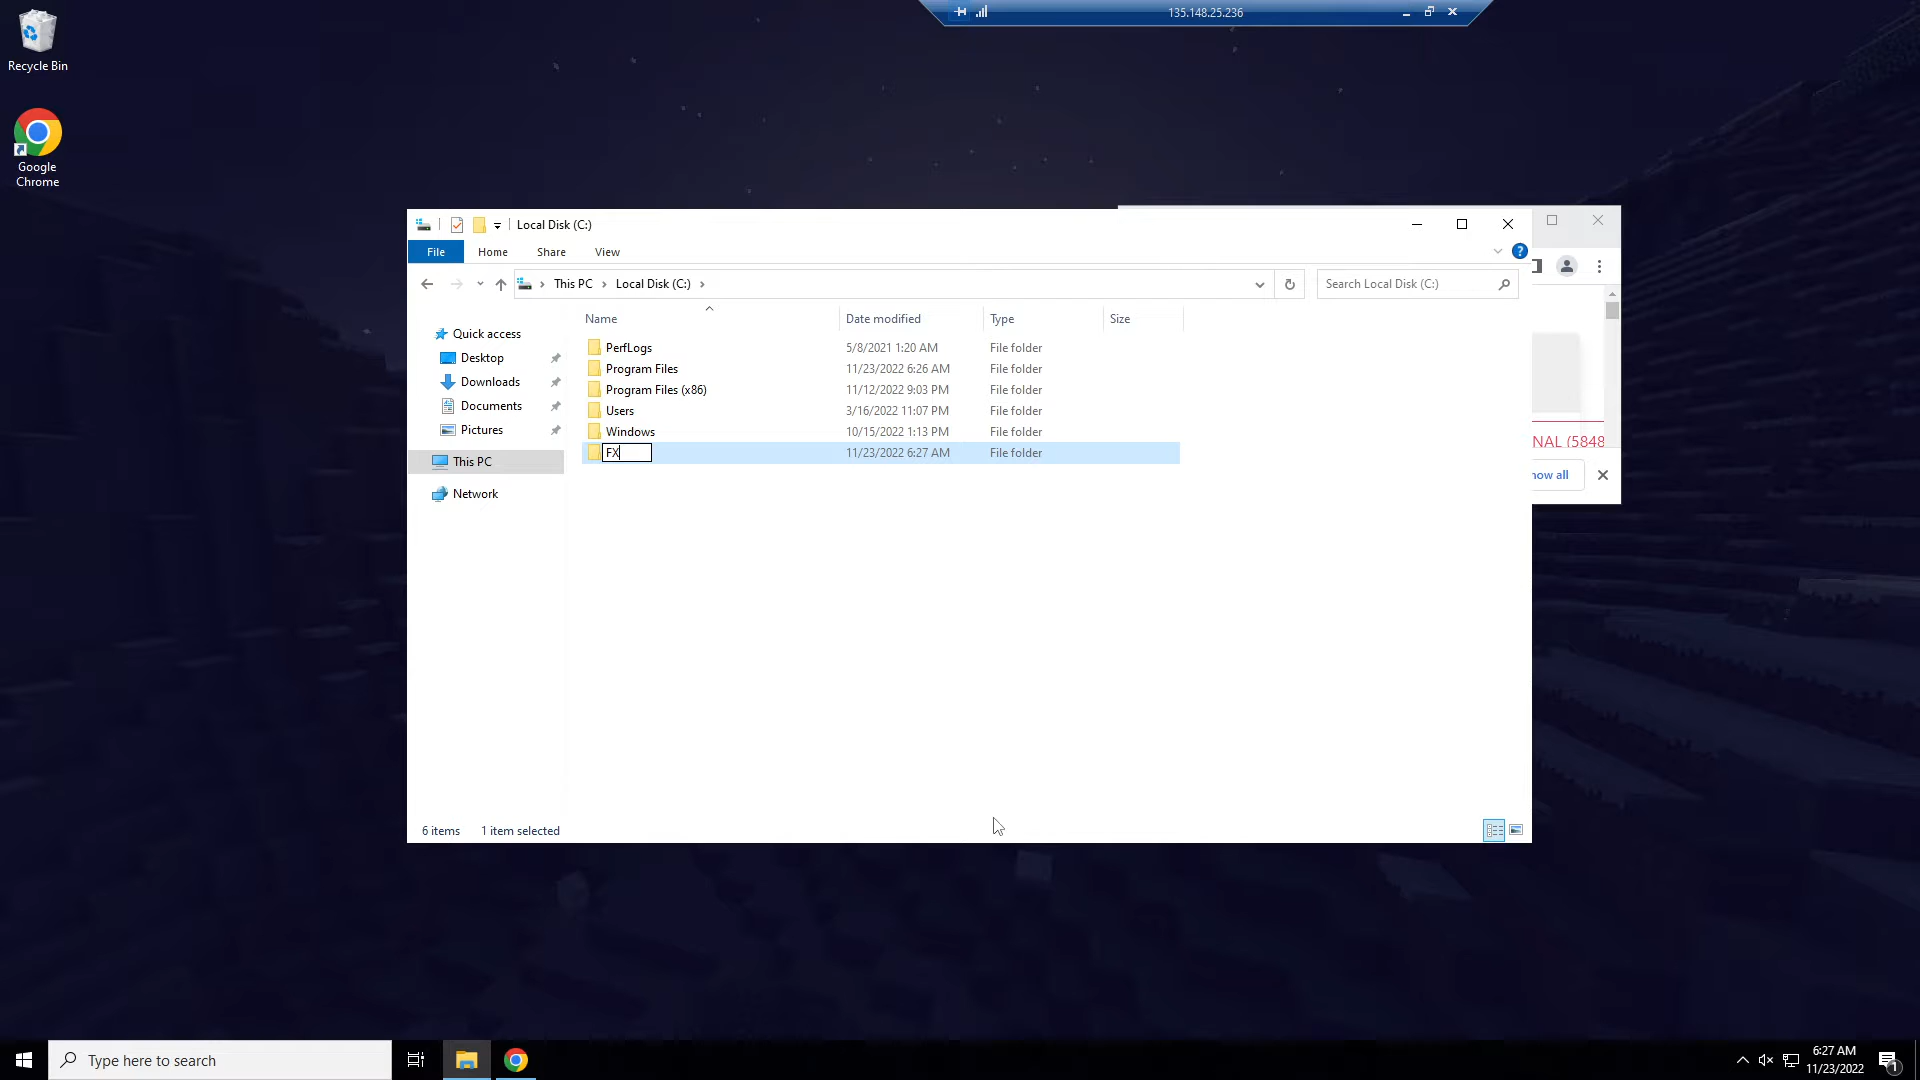 135.148.25.236
Recycle Bin
Google
Chrome
Local Disk (C:)
File Home Share View
This PC Local Disk (C:)
Search Local Disk (C:)
Name Date modified Type Size
Quick access
Desktop
Downloads
Documents
Pictures
This PC
Network
PerfLogs 5/8/2021 1:20 AM File folder
Program Files 11/23/2022 6:26 AM File folder
Program Files (x86) 11/12/2022 9:03 PM File folder
Users 3/16/2022 11:07 PM File folder
Windows 10/15/2022 1:13 PM File folder
FX 11/23/2022 6:27 AM File folder
NAL (5848
how all
6 items 1 item selected
Type here to search
6:27 AM
11/23/2022
1